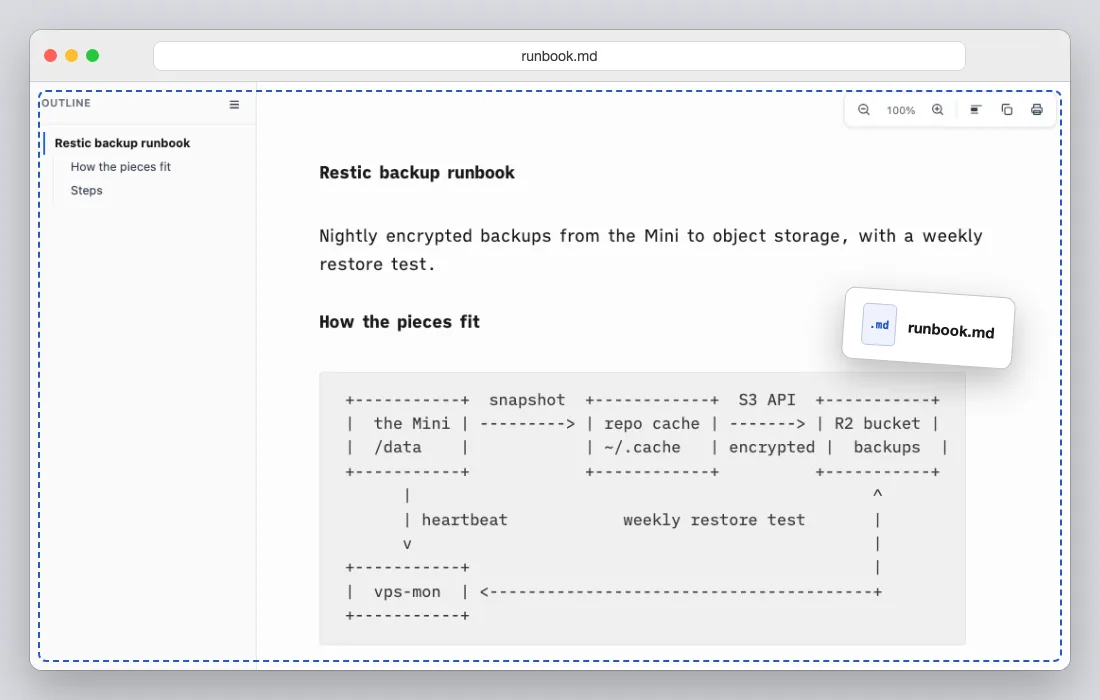 runbook.md
OUTLINE
100%
Restic backup runbook
How the pieces fit
Steps
Restic backup runbook
Nightly encrypted backups from the Mini to object storage, with a weekly
restore test.
How the pieces fit
.md runbook.md
+-----------+  snapshot  +------------+  S3 API  +-----------+
|  the Mini | ---------> | repo cache | -------> | R2 bucket |
|  /data    |            | ~/.cache   | encrypted |  backups  |
+-----------+            +------------+          +-----------+
      |                                                ^
      | heartbeat            weekly restore test       |
      v                                                |
+-----------+                                          |
|  vps-mon  | <----------------------------------------+
+-----------+